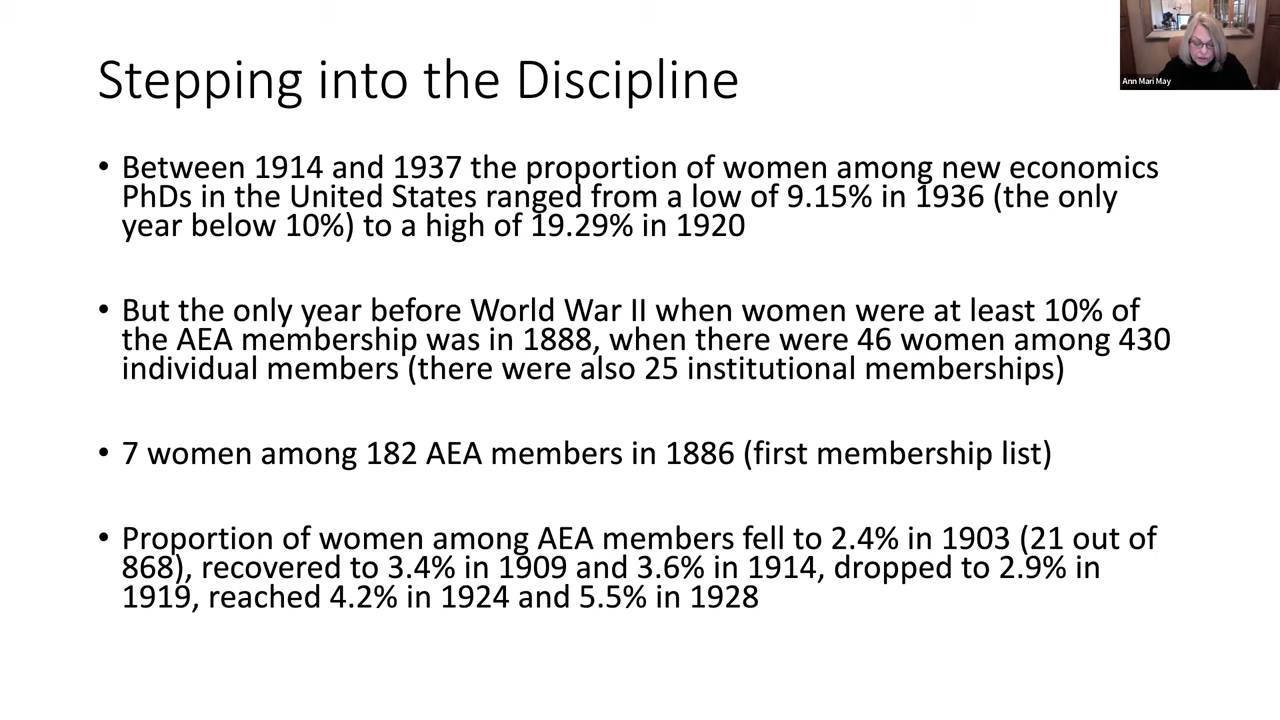 Stepping into the Discipline
Ann Mari May
• Between 1914 and 1937 the proportion of women among new economics
PhDs in the United States ranged from a low of 9.15% in 1936 (the only
year below 10%) to a high of 19.29% in 1920
• But the only year before World War II when women were at least 10% of
the AEA membership was in 1888, when there were 46 women among 430
individual members (there were also 25 institutional memberships)
• 7 women among 182 AEA members in 1886 (first membership list)
• Proportion of women among AEA members fell to 2.4% in 1903 (21 out of
868), recovered to 3.4% in 1909 and 3.6% in 1914, dropped to 2.9% in
1919, reached 4.2% in 1924 and 5.5% in 1928